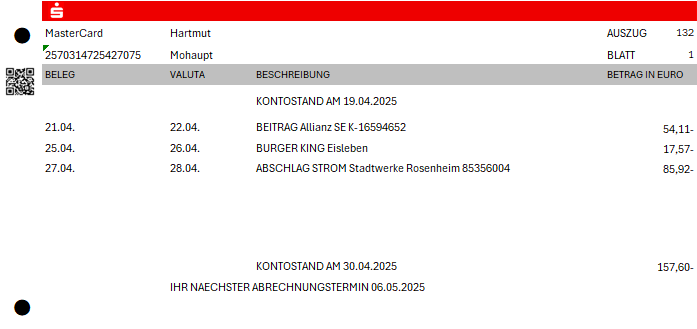 MasterCard Hartmut AUSZUG 132
2570314725427075 Mohaupt BLATT 1
BELEG VALUTA BESCHREIBUNG BETRAG IN EURO
KONTOSTAND AM 19.04.2025
21.04. 22.04. BEITRAG Allianz SE K-16594652 54,11-
25.04. 26.04. BURGER KING Eisleben 17,57-
27.04. 28.04. ABSCHLAG STROM Stadtwerke Rosenheim 85356004 85,92-
KONTOSTAND AM 30.04.2025 157,60-
IHR NAECHSTER ABRECHNUNGSTERMIN 06.05.2025